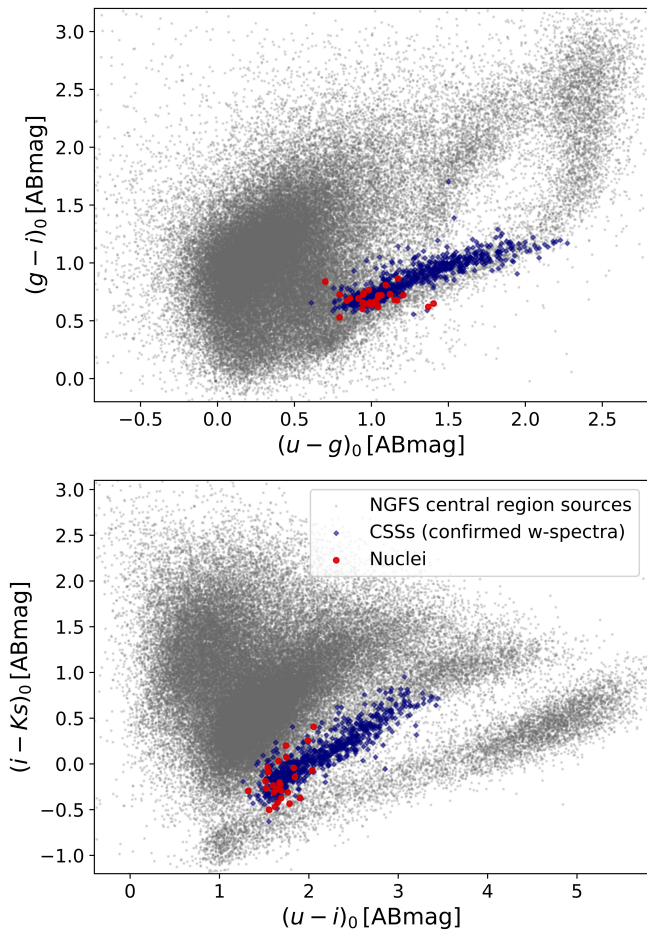 3.0
2.5
2.0
1.5
1.0
0.5
0.0
(g − i)₀ [ABmag]
−0.5 0.0 0.5 1.0 1.5 2.0 2.5
(u − g)₀ [ABmag]
3.0
2.5
2.0
1.5
1.0
0.5
0.0
−0.5
−1.0
(i − Ks)₀ [ABmag]
NGFS central region sources
CSSs (confirmed w-spectra)
Nuclei
0 1 2 3 4 5
(u − i)₀ [ABmag]